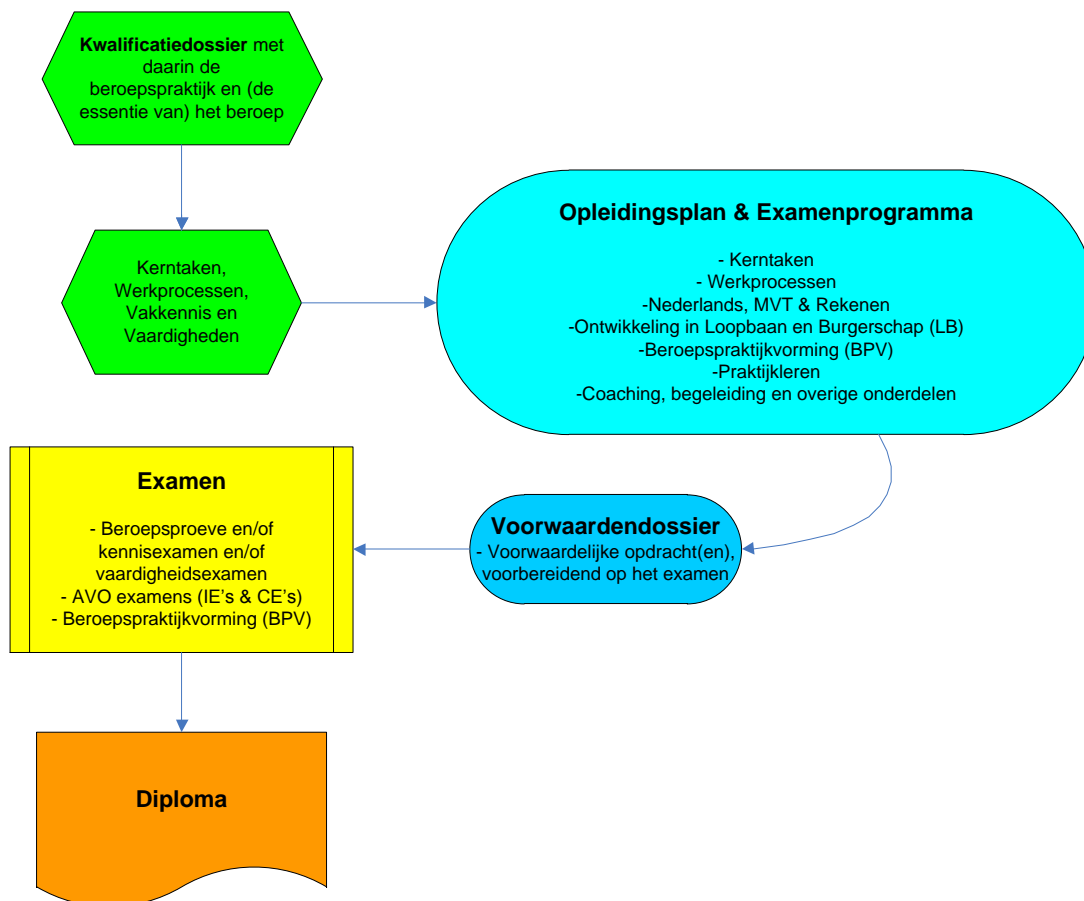 Kwalificatiedossier met
daarin de
beroepspraktijk en (de
essentie van) het beroep
Kerntaken,
Werkprocessen,
Vakkennis en
Vaardigheden
Opleidingsplan & Examenprogramma
- Kerntaken
- Werkprocessen
-Nederlands, MVT & Rekenen
-Ontwikkeling in Loopbaan en Burgerschap (LB)
-Beroepspraktijkvorming (BPV)
-Praktijkleren
-Coaching, begeleiding en overige onderdelen
Voorwaardendossier
- Voorwaardelijke opdracht(en),
voorbereidend op het examen
Examen
- Beroepsproeve en/of
kennisexamen en/of
vaardigheidsexamen
- AVO examens (IE's & CE's)
- Beroepspraktijkvorming (BPV)
Diploma